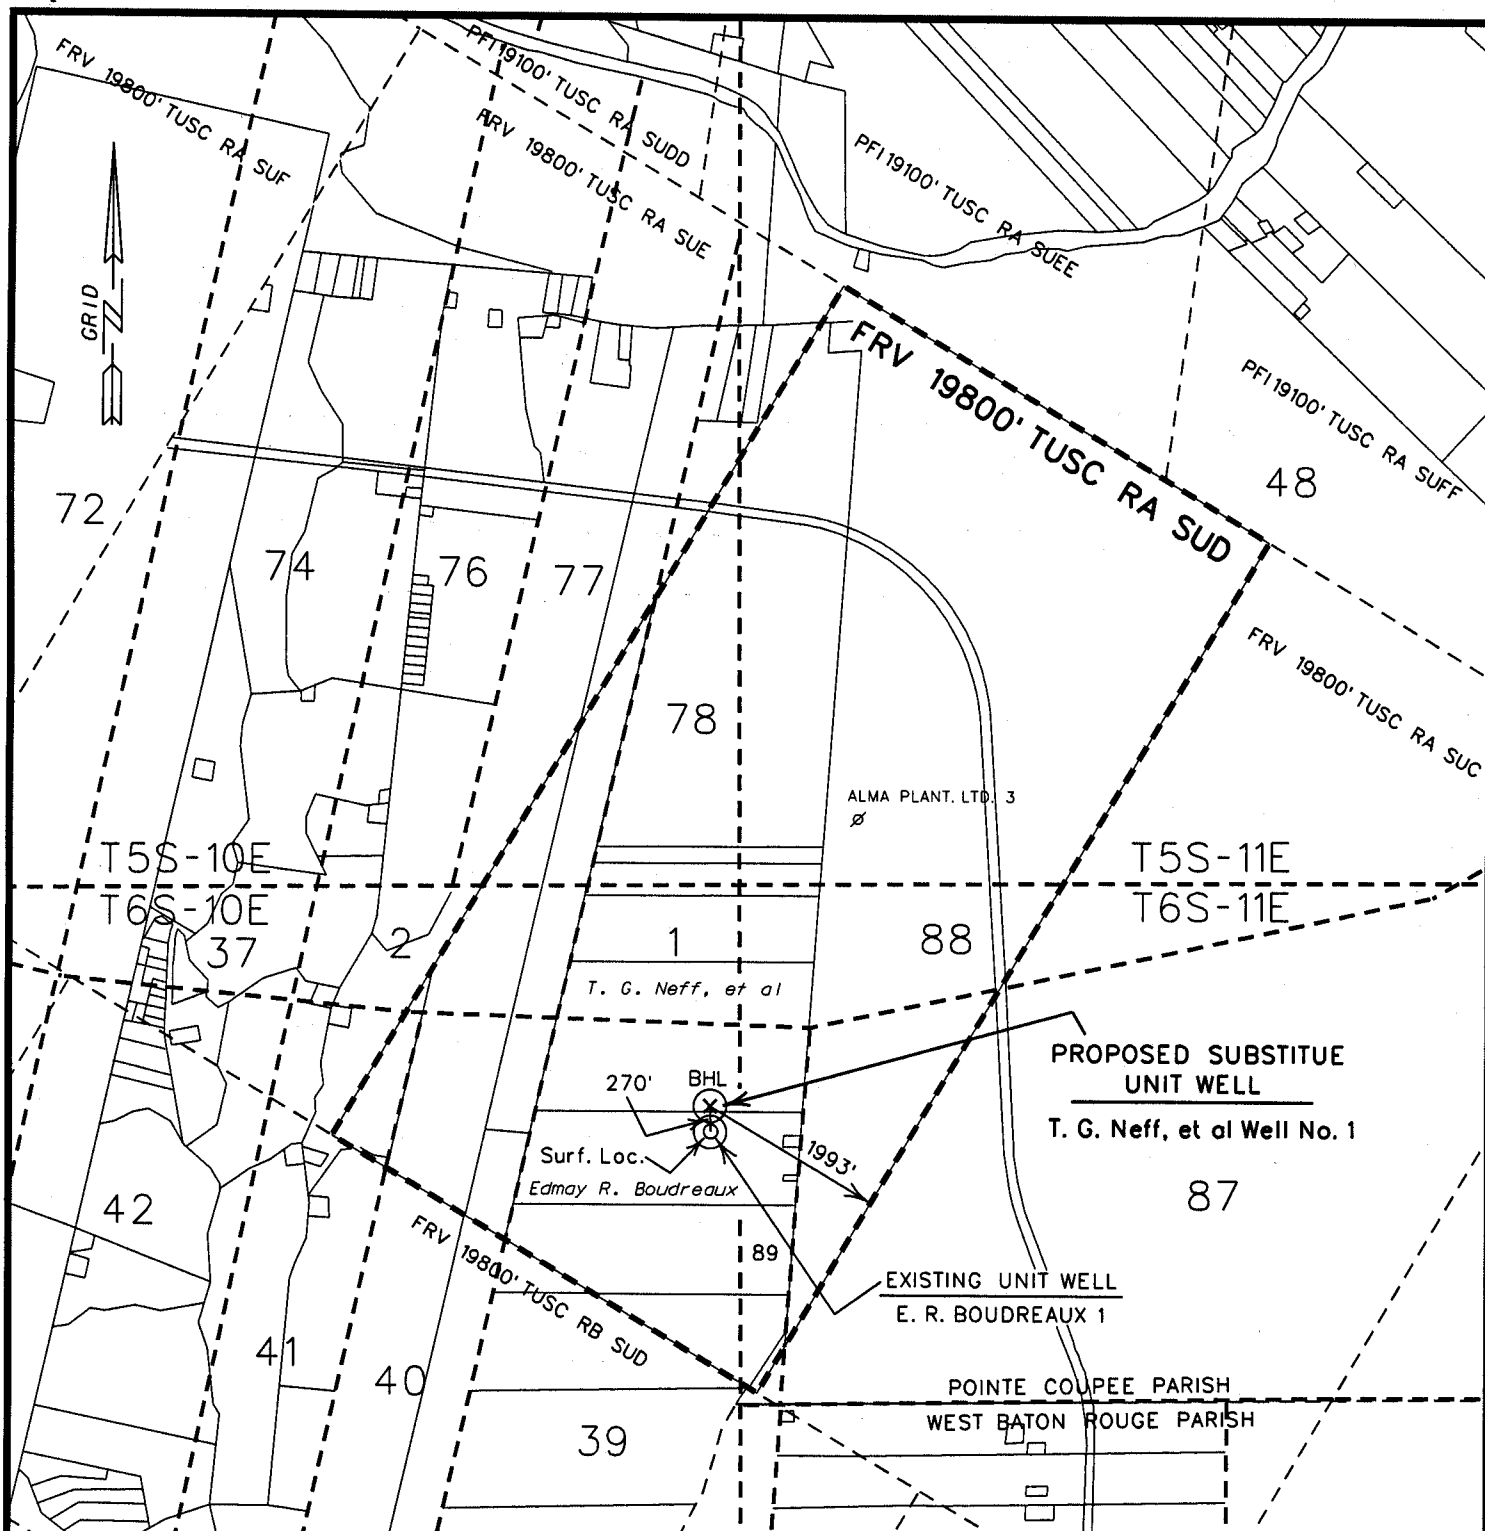 FRV 19800' TUSC RA SUF
PFI 19100' TUSC RA SUDD
FRV 19800' TUSC RA SUE
PFI 19100' TUSC RA SUEE
PFI 19100' TUSC RA SUFF
GRID
FRV 19800' TUSC RA SUD
48
72
74
76
77
FRV 19800' TUSC RA SUC
78
ALMA PLANT. LTD. 3
T5S-10E
T5S-11E
T6S-10E
T6S-11E
37
2
1
88
T. G. Neff, et al
PROPOSED SUBSTITUE
UNIT WELL
T. G. Neff, et al Well No. 1
270'
BHL
1993'
Surf. Loc.
Edmay R. Boudreaux
42
87
FRV 19800' TUSC RB SUD
89
EXISTING UNIT WELL
E. R. BOUDREAUX 1
41
40
POINTE COUPEE PARISH
WEST BATON ROUGE PARISH
39